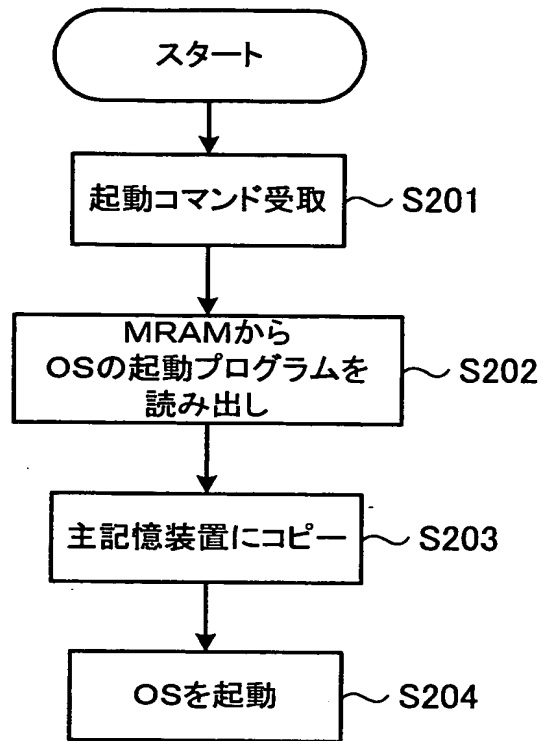 スタート
起動コマンド受取
S201
MRAMから
OSの起動プログラムを
読み出し
S202
主記憶装置にコピー
S203
OSを起動
S204